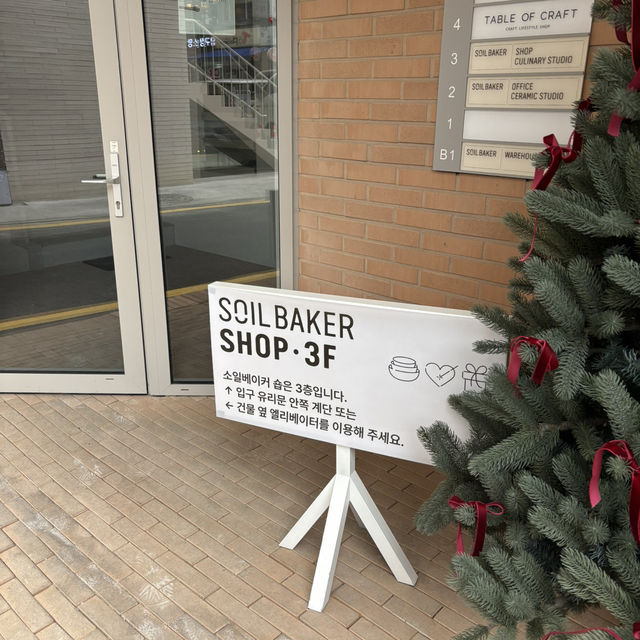 4
TABLE OF CRAFT
CRAFT LIFESTYLE SHOP
3
SOILBAKER SHOP
CULINARY STUDIO
2
SOILBAKER OFFICE
CERAMIC STUDIO
1
B1
SOILBAKER
SOIL BAKER
SHOP · 3F
소일베이커 숍은 3층입니다.
↑ 입구 유리문 안쪽 계단 또는
← 건물 옆 엘리베이터를 이용해 주세요.